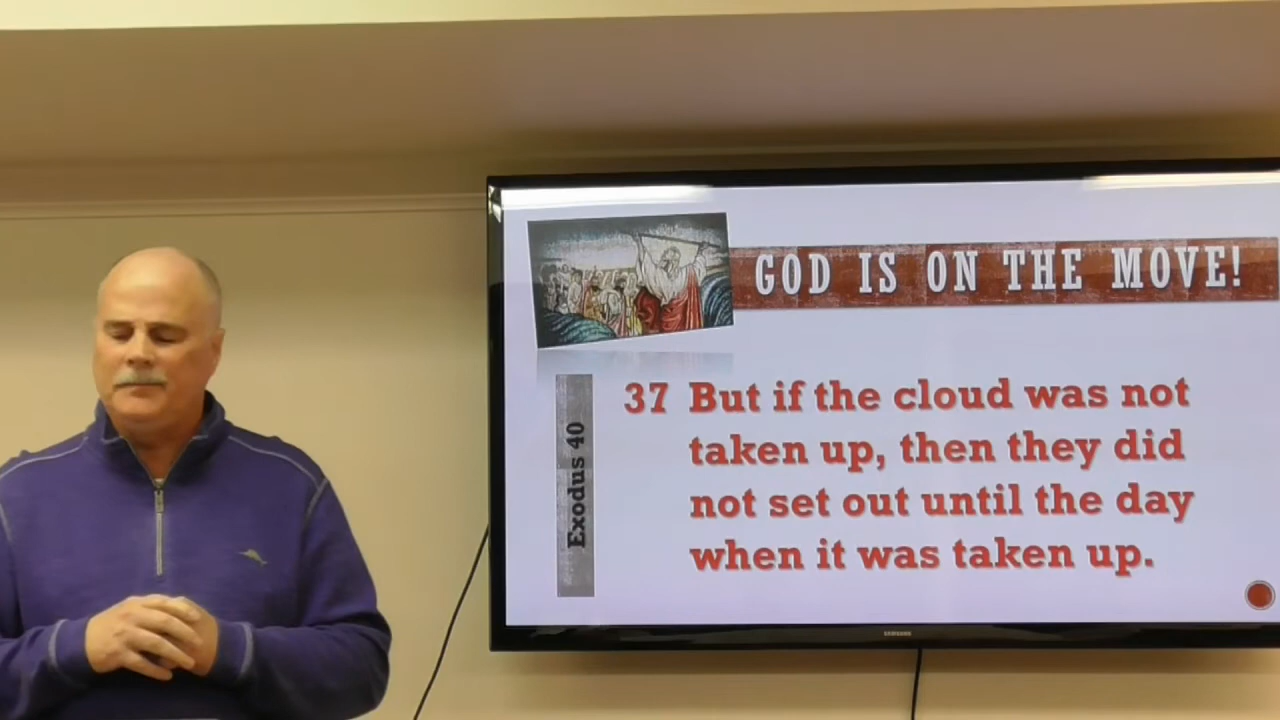 GOD IS ON THE MOVE!
Exodus 40
37 But if the cloud was not
taken up, then they did
not set out until the day
when it was taken up.
SAMSUNG